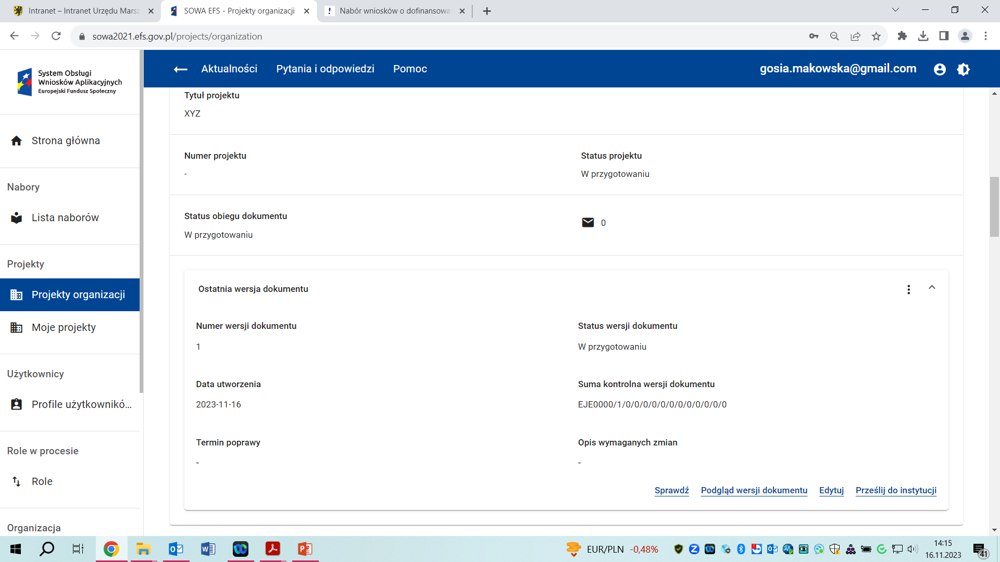 Intranet – Intranet Urzędu Marsz
SOWA EFS - Projekty organizacji
Nabór wniosków o dofinansowa
sowa2021.efs.gov.pl/projects/organization
System Obsługi
Wniosków Aplikacyjnych
Europejski Fundusz Społeczny
Aktualności
Pytania i odpowiedzi
Pomoc
gosia.makowska@gmail.com
Strona główna
Nabory
Lista naborów
Projekty
Projekty organizacji
Moje projekty
Użytkownicy
Profile użytkownikó...
Role w procesie
Role
Organizacja
Tytuł projektu
XYZ
Numer projektu
-
Status projektu
W przygotowaniu
Status obiegu dokumentu
W przygotowaniu
0
Ostatnia wersja dokumentu
Numer wersji dokumentu
1
Status wersji dokumentu
W przygotowaniu
Data utworzenia
2023-11-16
Suma kontrolna wersji dokumentu
EJE0000/1/0/0/0/0/0/0/0/0/0/0/0/0
Termin poprawy
-
Opis wymaganych zmian
-
Sprawdź
Podgląd wersji dokumentu
Edytuj
Prześlij do instytucji
EUR/PLN -0,48%
14:15
16.11.2023
41